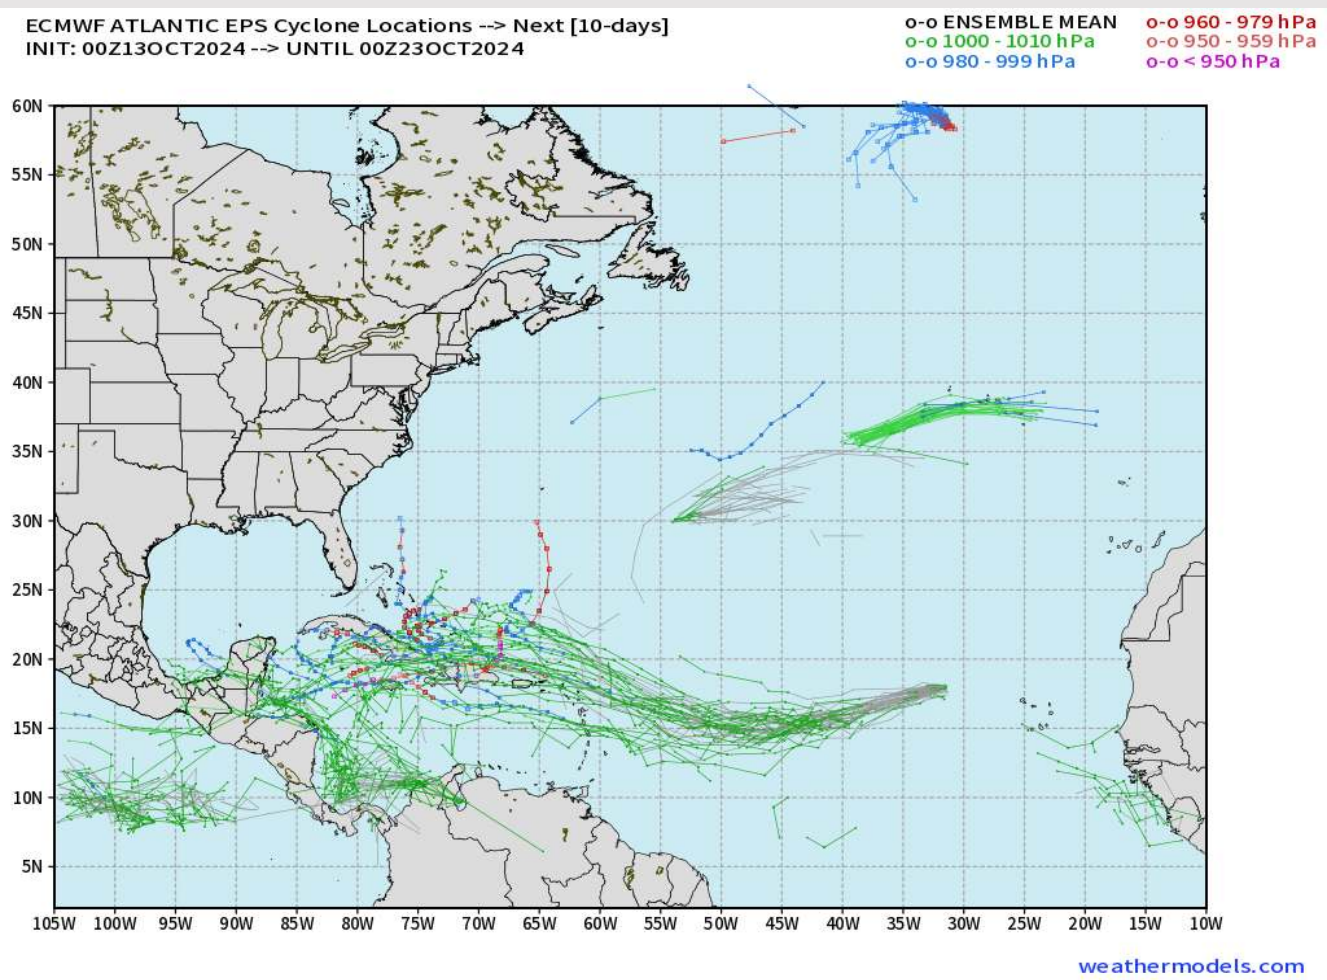 ECMWF ATLANTIC EPS Cyclone Locations --> Next [10-days]
INIT: 00Z13OCT2024 --> UNTIL 00Z23OCT2024
o-o ENSEMBLE MEAN
o-o 1000 - 1010 hPa
o-o 980 - 999 hPa
o-o 960 - 979 hPa
o-o 950 - 959 hPa
o-o < 950 hPa
60N
55N
50N
45N
40N
35N
30N
25N
20N
15N
10N
5N
105W 100W 95W 90W 85W 80W 75W 70W 65W 60W 55W 50W 45W 40W 35W 30W 25W 20W 15W 10W
weathermodels.com